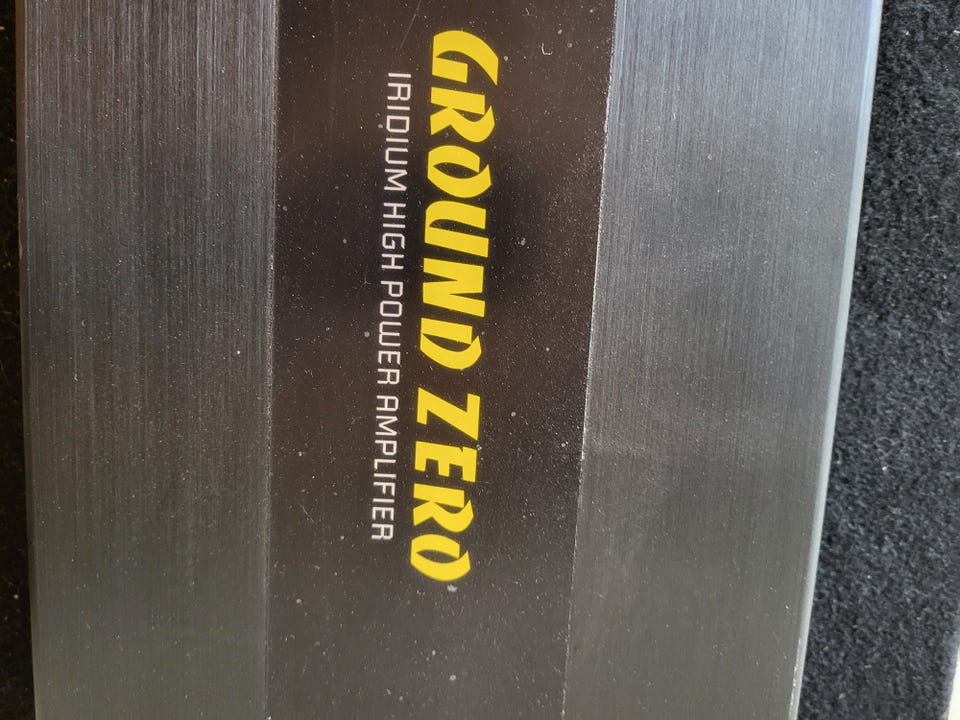 GROUND ZERO
IRIDIUM HIGH POWER AMPLIFIER